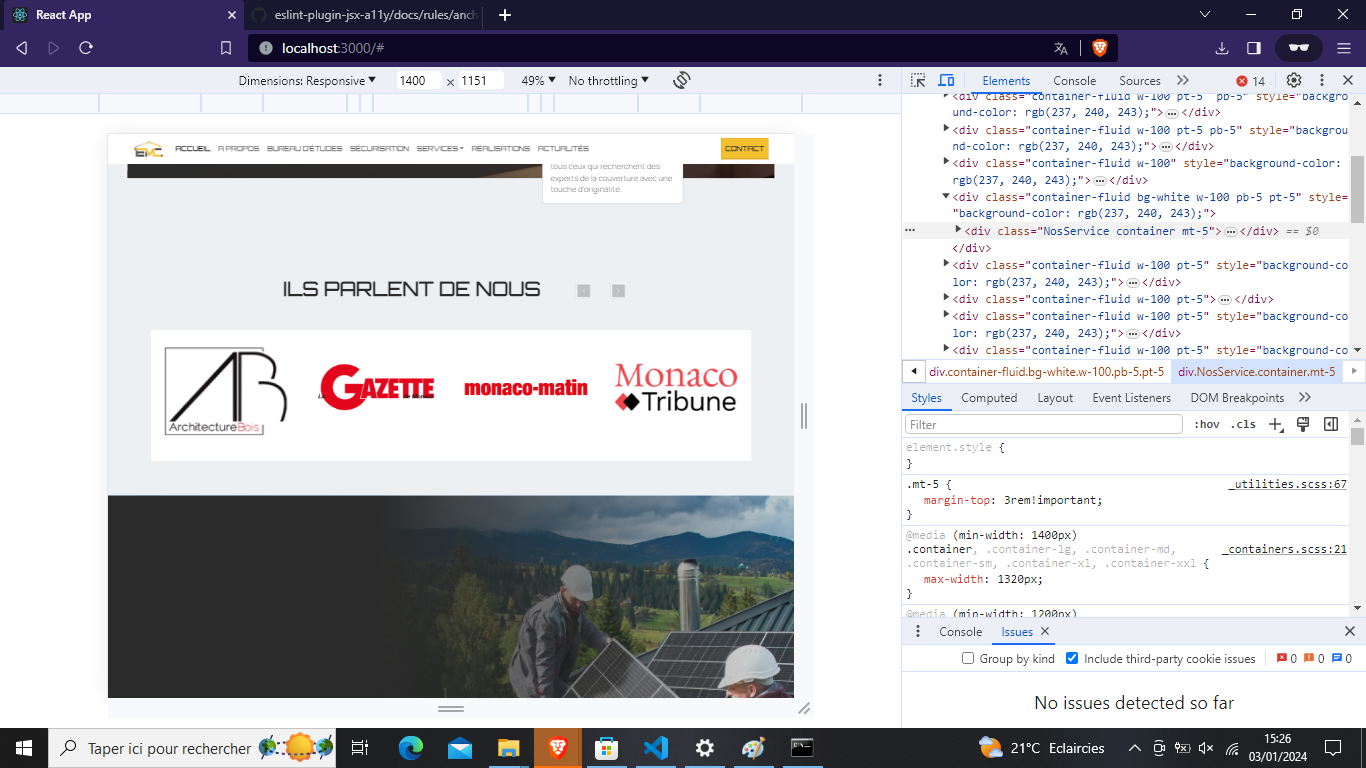 React App
eslint-plugin-jsx-a11y/docs/rules/anch
localhost:3000/#
Dimensions: Responsive
1400 × 1151
49%
No throttling
Elements Console Sources
14
ACCUEIL A PROPOS BUREAU D'ÉTUDES SÉCURISATION SERVICES RÉALISATIONS ACTUALITÉS
CONTACT
EMC
tous ceux qui recherchent des
experts de la couverture avec une
touche d'originalité.
ILS PARLENT DE NOUS
AB
ArchitectureBois
GAZETTE
monaco-matin
Monaco
Tribune
<div class="container-fluid w-100 pt-5  pb-5" style="backgro
und-color: rgb(237, 240, 243);">…</div>
<div class="container-fluid w-100 pt-5 pb-5" style="backgrou
nd-color: rgb(237, 240, 243);">…</div>
<div class="container-fluid w-100" style="background-color:
rgb(237, 240, 243);">…</div>
<div class="container-fluid bg-white w-100 pb-5 pt-5" style=
"background-color: rgb(237, 240, 243);">
<div class="NosService container mt-5">…</div> == $0
</div>
<div class="container-fluid w-100 pt-5" style="background-co
lor: rgb(237, 240, 243);">…</div>
<div class="container-fluid w-100 pt-5">…</div>
<div class="container-fluid w-100 pt-5" style="background-co
lor: rgb(237, 240, 243);">…</div>
<div class="container-fluid w-100 pt-5" style="background-co
div.container-fluid.bg-white.w-100.pb-5.pt-5 div.NosService.container.mt-5
Styles Computed Layout Event Listeners DOM Breakpoints
Filter
:hov .cls
element.style {
}
.mt-5 {
_utilities.scss:67
margin-top: 3rem!important;
}
@media (min-width: 1400px)
.container, .container-lg, .container-md,
_containers.scss:21
.container-sm, .container-xl, .container-xxl {
max-width: 1320px;
}
@media (min-width: 1200px)
Console Issues
Group by kind
Include third-party cookie issues
0 0 0
No issues detected so far
Taper ici pour rechercher
21°C Eclaircies
15:26
03/01/2024